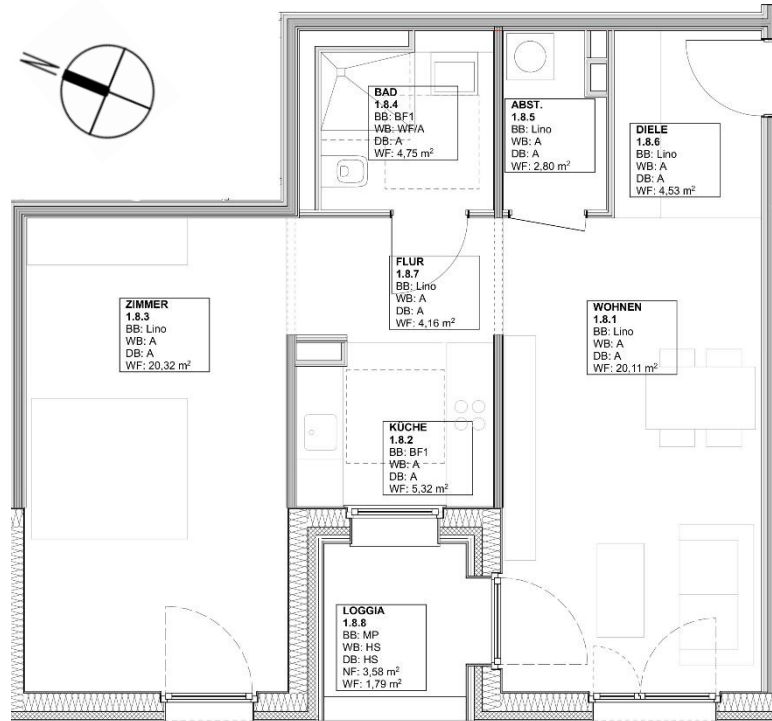 N
BAD
1.8.4
BB: BF1
WB: WF/A
DB: A
WF: 4,75 m²
ABST.
1.8.5
BB: Lino
WB: A
DB: A
WF: 2,80 m²
DIELE
1.8.6
BB: Lino
WB: A
DB: A
WF: 4,53 m²
FLUR
1.8.7
BB: Lino
WB: A
DB: A
WF: 4,16 m²
ZIMMER
1.8.3
BB: Lino
WB: A
DB: A
WF: 20,32 m²
WOHNEN
1.8.1
BB: Lino
WB: A
DB: A
WF: 20,11 m²
KÜCHE
1.8.2
BB: BF1
WB: A
DB: A
WF: 5,32 m²
LOGGIA
1.8.8
BB: MP
WB: HS
DB: HS
NF: 3,58 m²
WF: 1,79 m²